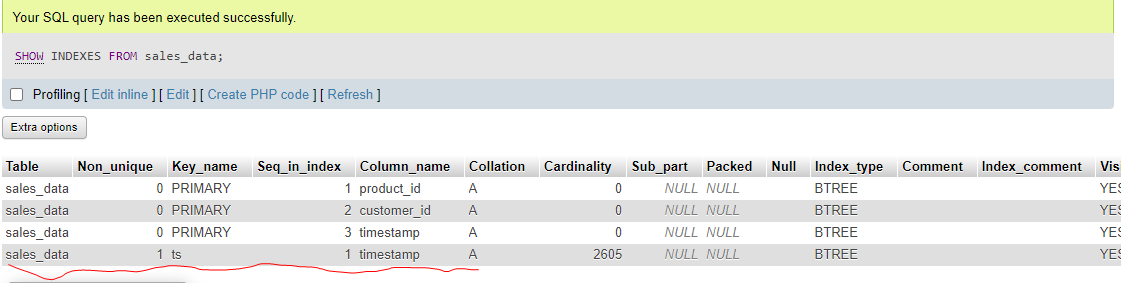 Your SQL query has been executed successfully.
SHOW INDEXES FROM sales_data;
Profiling [ Edit inline ] [ Edit ] [ Create PHP code ] [ Refresh ]
Extra options
Table Non_unique Key_name Seq_in_index Column_name Collation Cardinality Sub_part Packed Null Index_type Comment Index_comment Visi
sales_data 0 PRIMARY 1 product_id A 0 NULL NULL BTREE YES
sales_data 0 PRIMARY 2 customer_id A 0 NULL NULL BTREE YES
sales_data 0 PRIMARY 3 timestamp A 0 NULL NULL BTREE YES
sales_data 1 ts 1 timestamp A 2605 NULL NULL BTREE YES